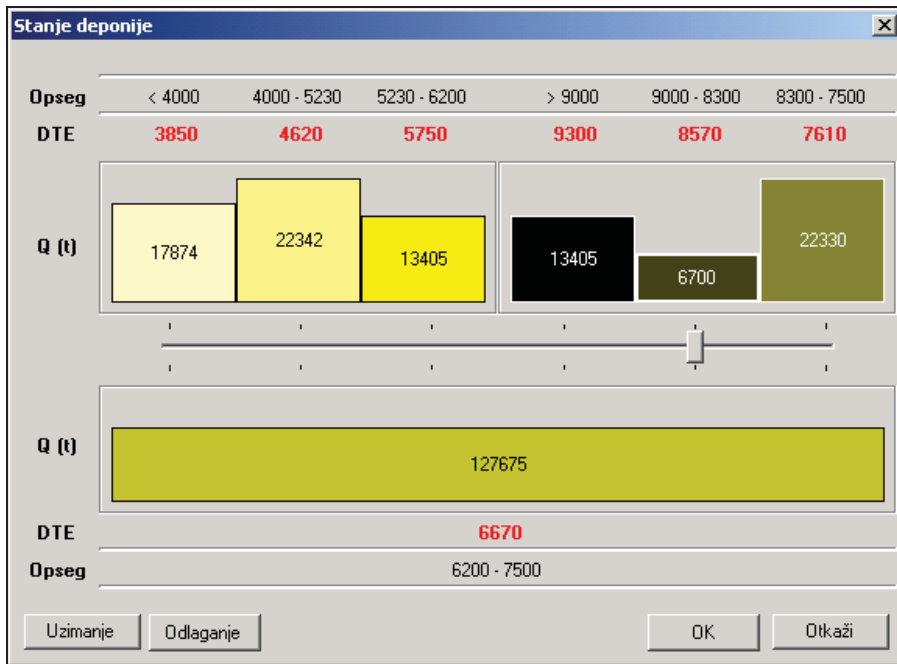 Stanje deponije
Opseg < 4000 4000 - 5230 5230 - 6200 > 9000 9000 - 8300 8300 - 7500
DTE 3850 4620 5750 9300 8570 7610
Q (t) 17874 22342 13405 13405 6700 22330
Q (t) 127675
DTE 6670
Opseg 6200 - 7500
Uzimanje Odlaganje OK Otkaži